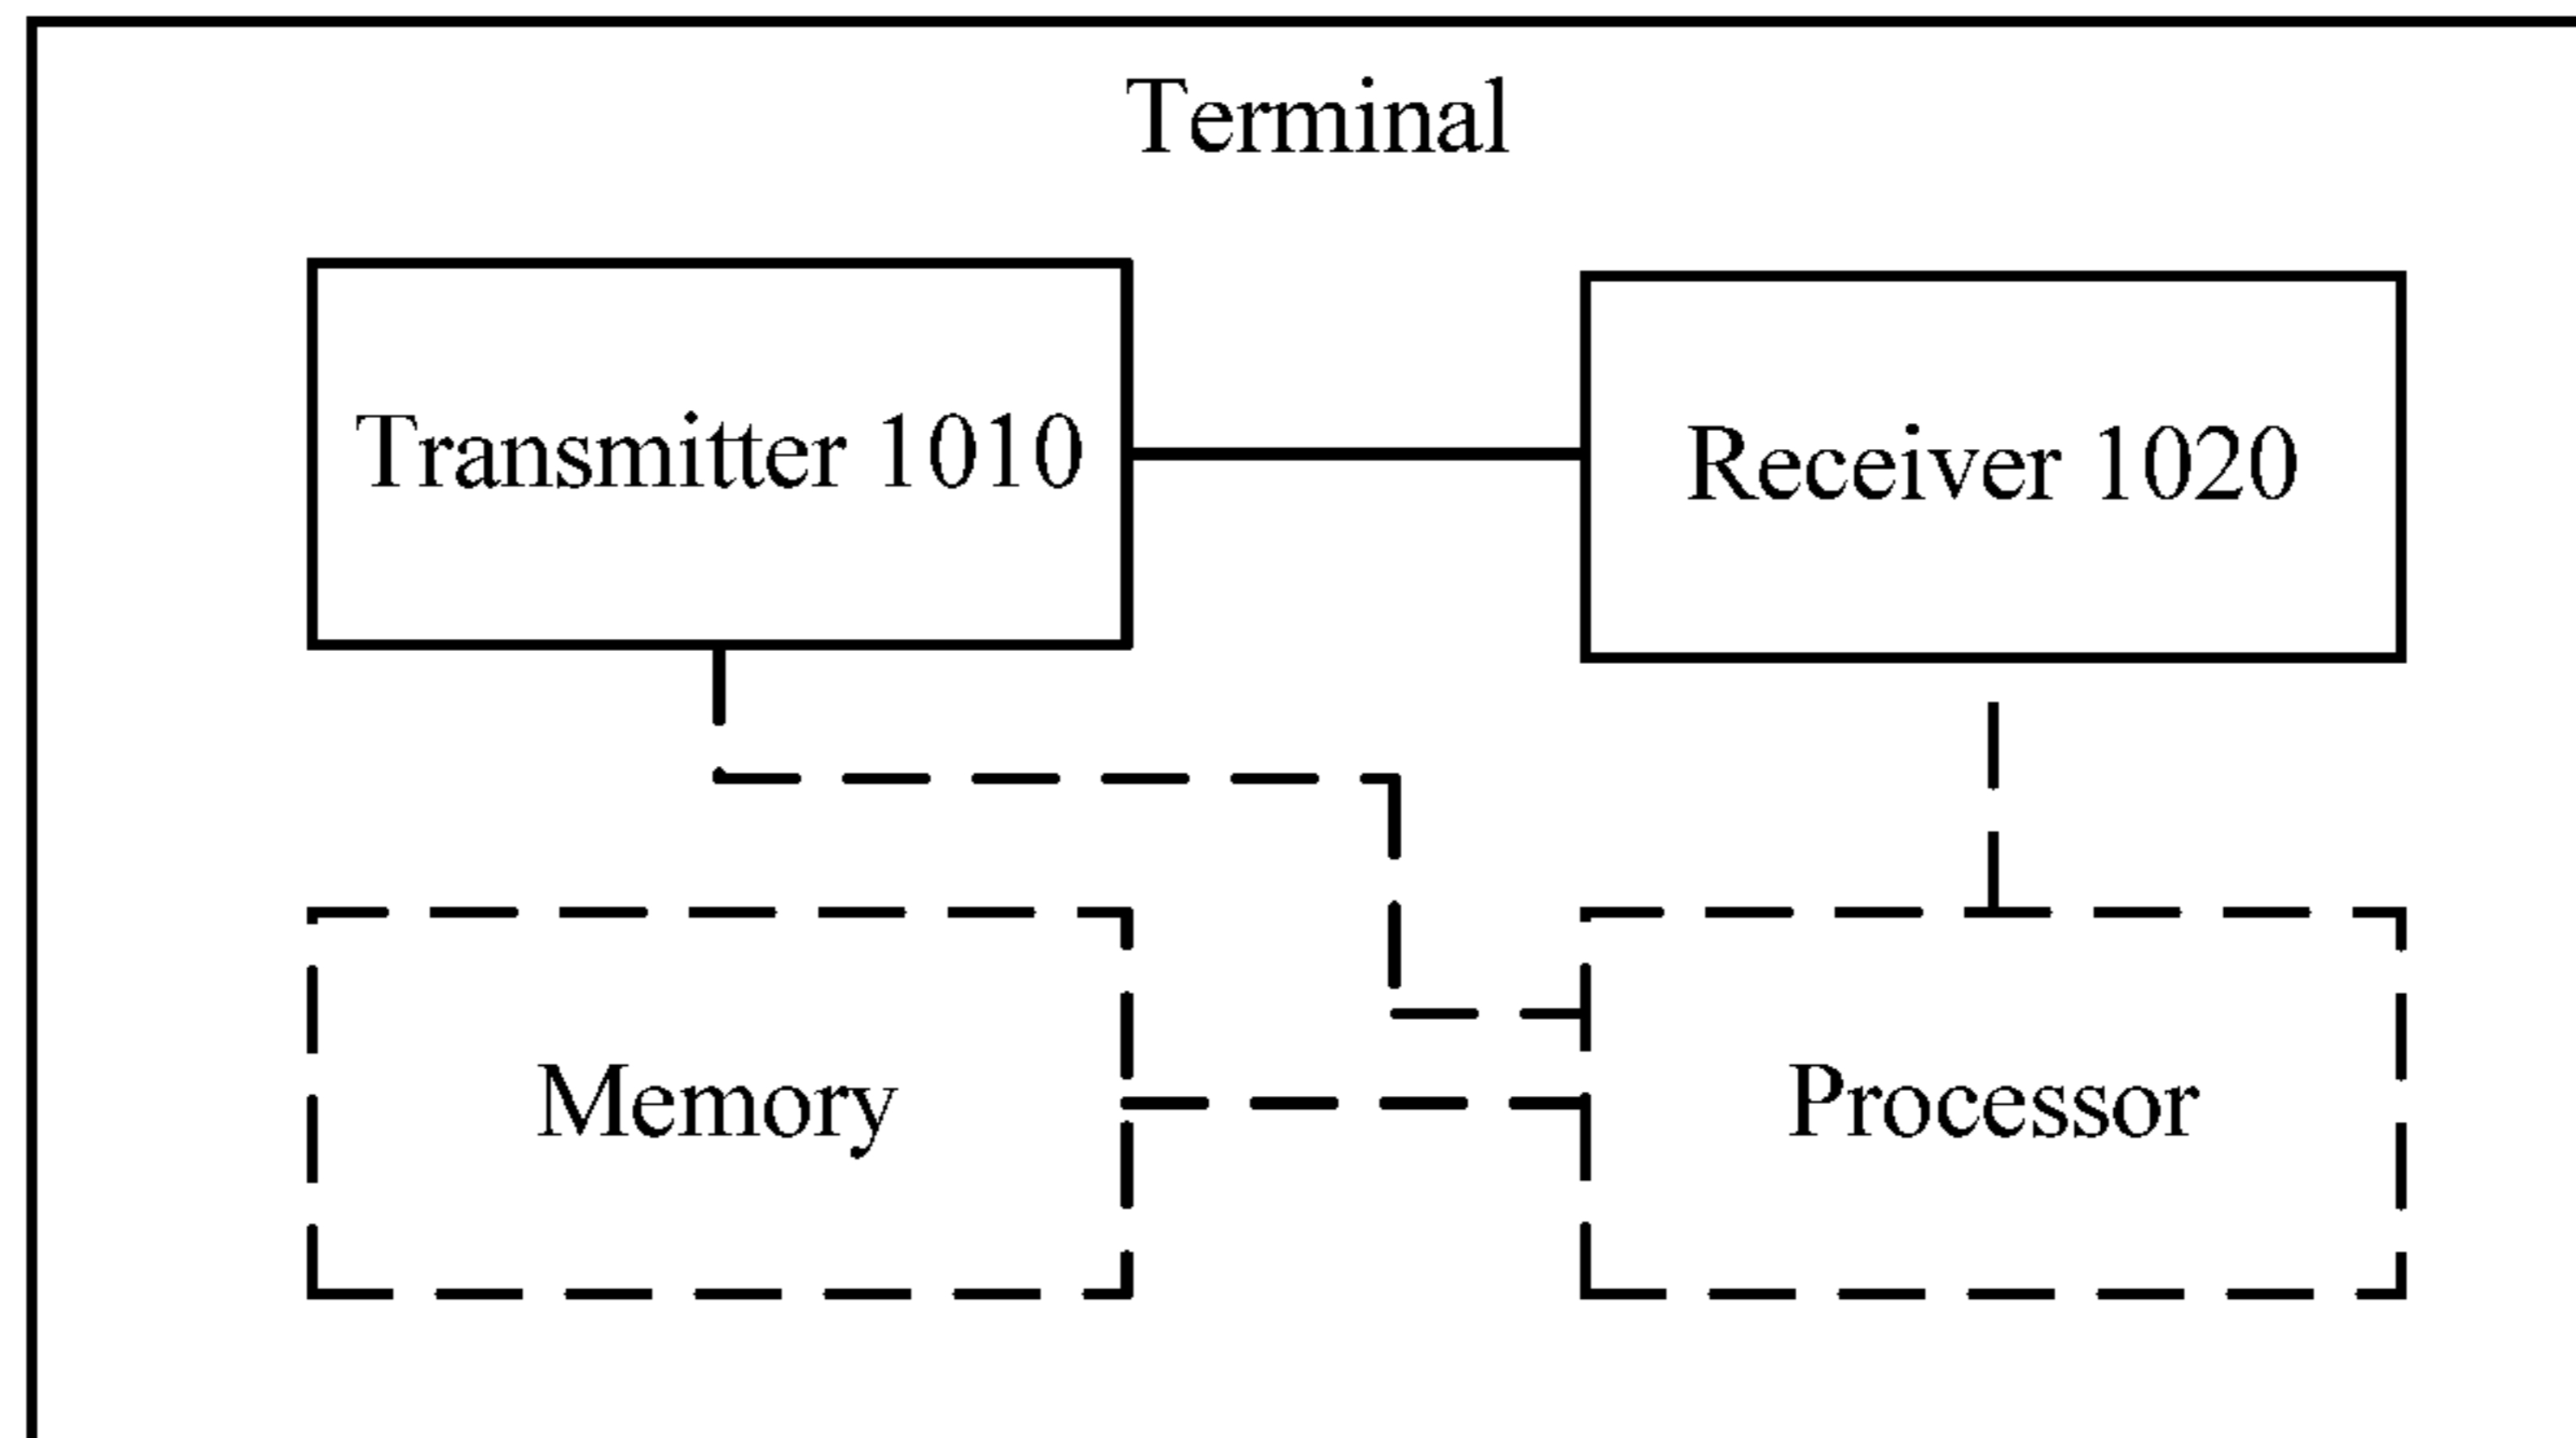 Terminal
Transmitter 1010
Receiver 1020
Memory
Processor